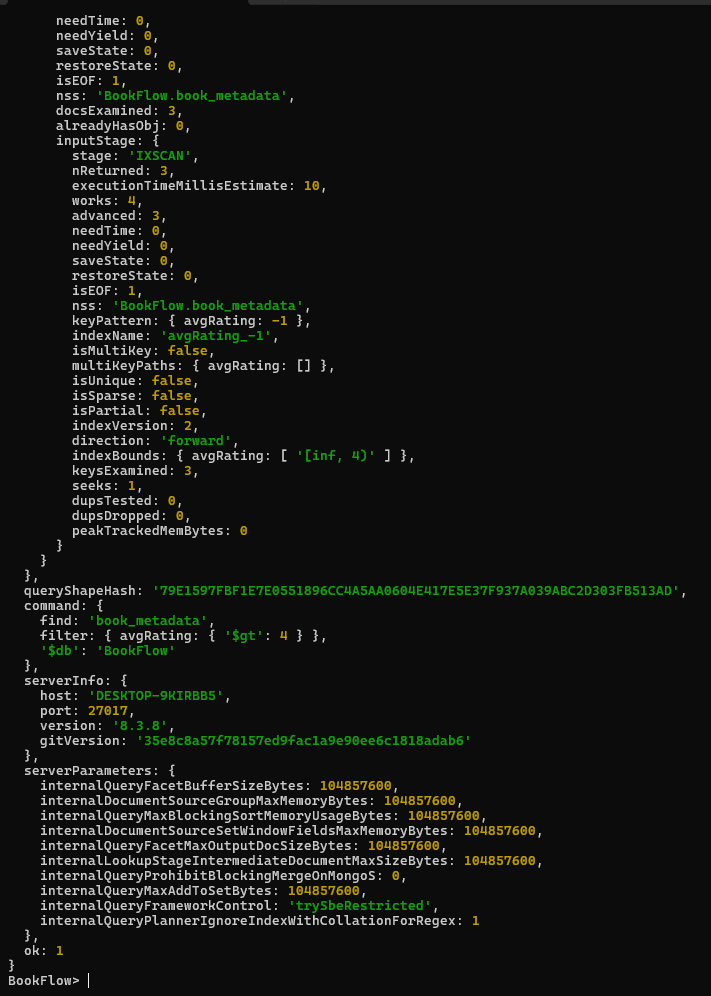 needTime: 0,
needYield: 0,
saveState: 0,
restoreState: 0,
isEOF: 1,
nss: 'BookFlow.book_metadata',
docsExamined: 3,
alreadyHasObj: 0,
inputStage: {
stage: 'IXSCAN',
nReturned: 3,
executionTimeMillisEstimate: 10,
works: 4,
advanced: 3,
needTime: 0,
needYield: 0,
saveState: 0,
restoreState: 0,
isEOF: 1,
nss: 'BookFlow.book_metadata',
keyPattern: { avgRating: -1 },
indexName: 'avgRating_-1',
isMultiKey: false,
multiKeyPaths: { avgRating: [] },
isUnique: false,
isSparse: false,
isPartial: false,
indexVersion: 2,
direction: 'forward',
indexBounds: { avgRating: [ '[inf, 4)' ] },
keysExamined: 3,
seeks: 1,
dupsTested: 0,
dupsDropped: 0,
peakTrackedMemBytes: 0
}
}
},
queryShapeHash: '79E1597FBF1E7E0551896CC4A5AA0604E417E5E37F937A039ABC2D303FB513AD',
command: {
find: 'book_metadata',
filter: { avgRating: { '$gt': 4 } },
'$db': 'BookFlow'
},
serverInfo: {
host: 'DESKTOP-9KIRBB5',
port: 27017,
version: '8.3.8',
gitVersion: '35e8c8a57f78157ed9fac1a9e90ee6c1818adab6'
},
serverParameters: {
internalQueryFacetBufferSizeBytes: 104857600,
internalDocumentSourceGroupMaxMemoryBytes: 104857600,
internalQueryMaxBlockingSortMemoryUsageBytes: 104857600,
internalDocumentSourceSetWindowFieldsMaxMemoryBytes: 104857600,
internalQueryFacetMaxOutputDocSizeBytes: 104857600,
internalLookupStageIntermediateDocumentMaxSizeBytes: 104857600,
internalQueryProhibitBlockingMergeOnMongoS: 0,
internalQueryMaxAddToSetBytes: 104857600,
internalQueryFrameworkControl: 'trySbeRestricted',
internalQueryPlannerIgnoreIndexWithCollationForRegex: 1
},
ok: 1
}
BookFlow>